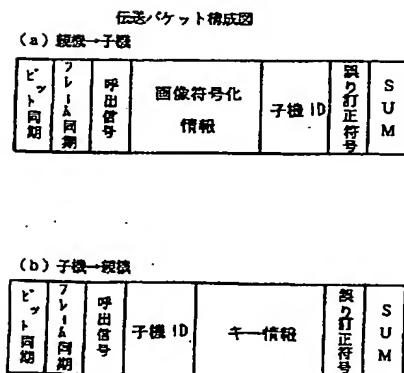 伝送パケット構成図
(a) 親機→子機
ビット同期
フレーム同期
呼出信号
画像符号化
情報
子機ID
誤り訂正符号
SUM
(b) 子機→親機
ビット同期
フレーム同期
呼出信号
子機ID
キー情報
誤り訂正符号
SUM